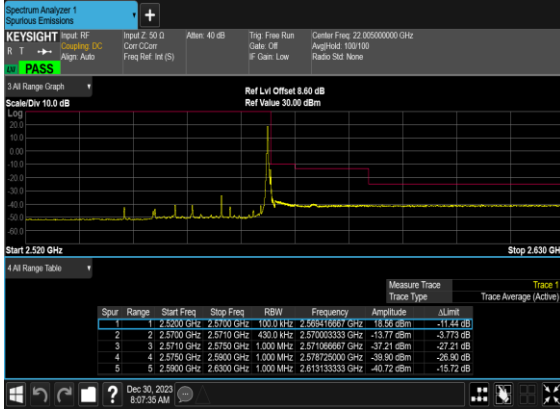 Spectrum Analyzer 1
Spurious Emissions
KEYSIGHT Input: RF Input Z: 50 Ω Atten: 40 dB Trig: Free Run Center Freq: 22.005000000 GHz
R T Coupling: DC Corr CCorr Gate: Off Avg|Hold: 100/100
Align: Auto Freq Ref: Int (S) IF Gain: Low Radio Std: None
PASS
3 All Range Graph
Ref Lvl Offset 8.60 dB
Scale/Div 10.0 dB Ref Value 30.00 dBm
Log
20.0
10.0
0.00
-10.0
-20.0
-30.0
-40.0
-50.0
-60.0
Start 2.520 GHz Stop 2.630 GH
4 All Range Table
Measure Trace Trace 1
Trace Type Trace Average (Active)
Spur Range Start Freq Stop Freq RBW Frequency Amplitude ΔLimit
1 1 2.5200 GHz 2.5700 GHz 100.0 kHz 2.569416667 GHz 18.56 dBm -11.44 dB
2 2 2.5700 GHz 2.5710 GHz 430.0 kHz 2.570003333 GHz -13.77 dBm -3.773 dB
3 3 2.5710 GHz 2.5750 GHz 1.000 MHz 2.571066667 GHz -37.21 dBm -27.21 dB
4 4 2.5750 GHz 2.5900 GHz 1.000 MHz 2.578725000 GHz -39.90 dBm -26.90 dB
5 5 2.5900 GHz 2.6300 GHz 1.000 MHz 2.613133333 GHz -40.72 dBm -15.72 dB
Dec 30, 2023
8:07:35 AM